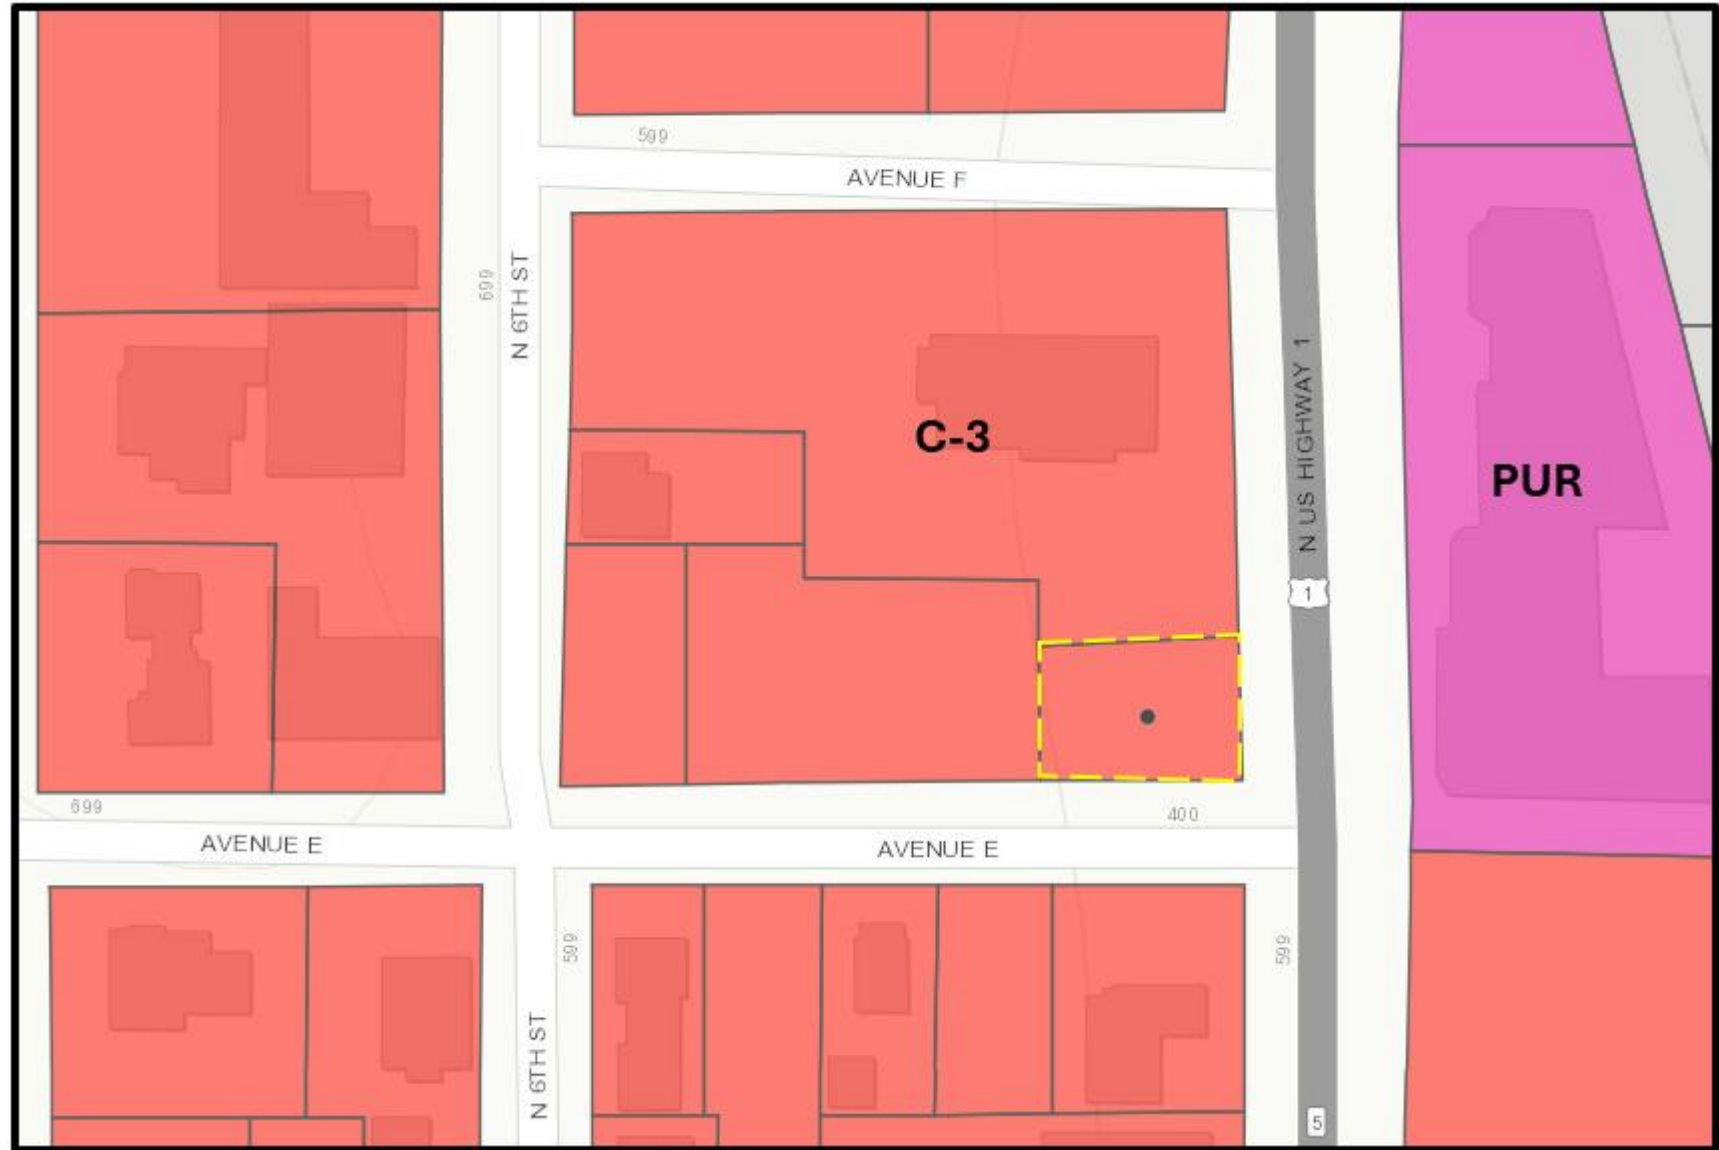 599
AVENUE F
699
N 6TH ST
N US HIGHWAY 1
C-3
PUR
1
699
400
AVENUE E
AVENUE E
599
599
N 6TH ST
5